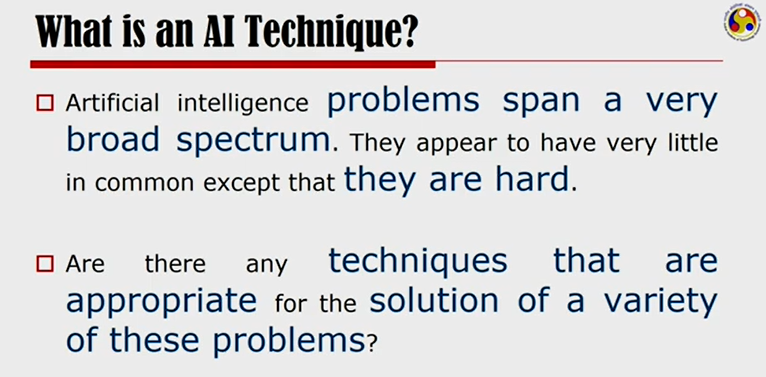 What is an AI Technique?
Artificial intelligence problems span a very
broad spectrum. They appear to have very little
in common except that they are hard.
Are there any techniques that are
appropriate for the solution of a variety
of these problems?